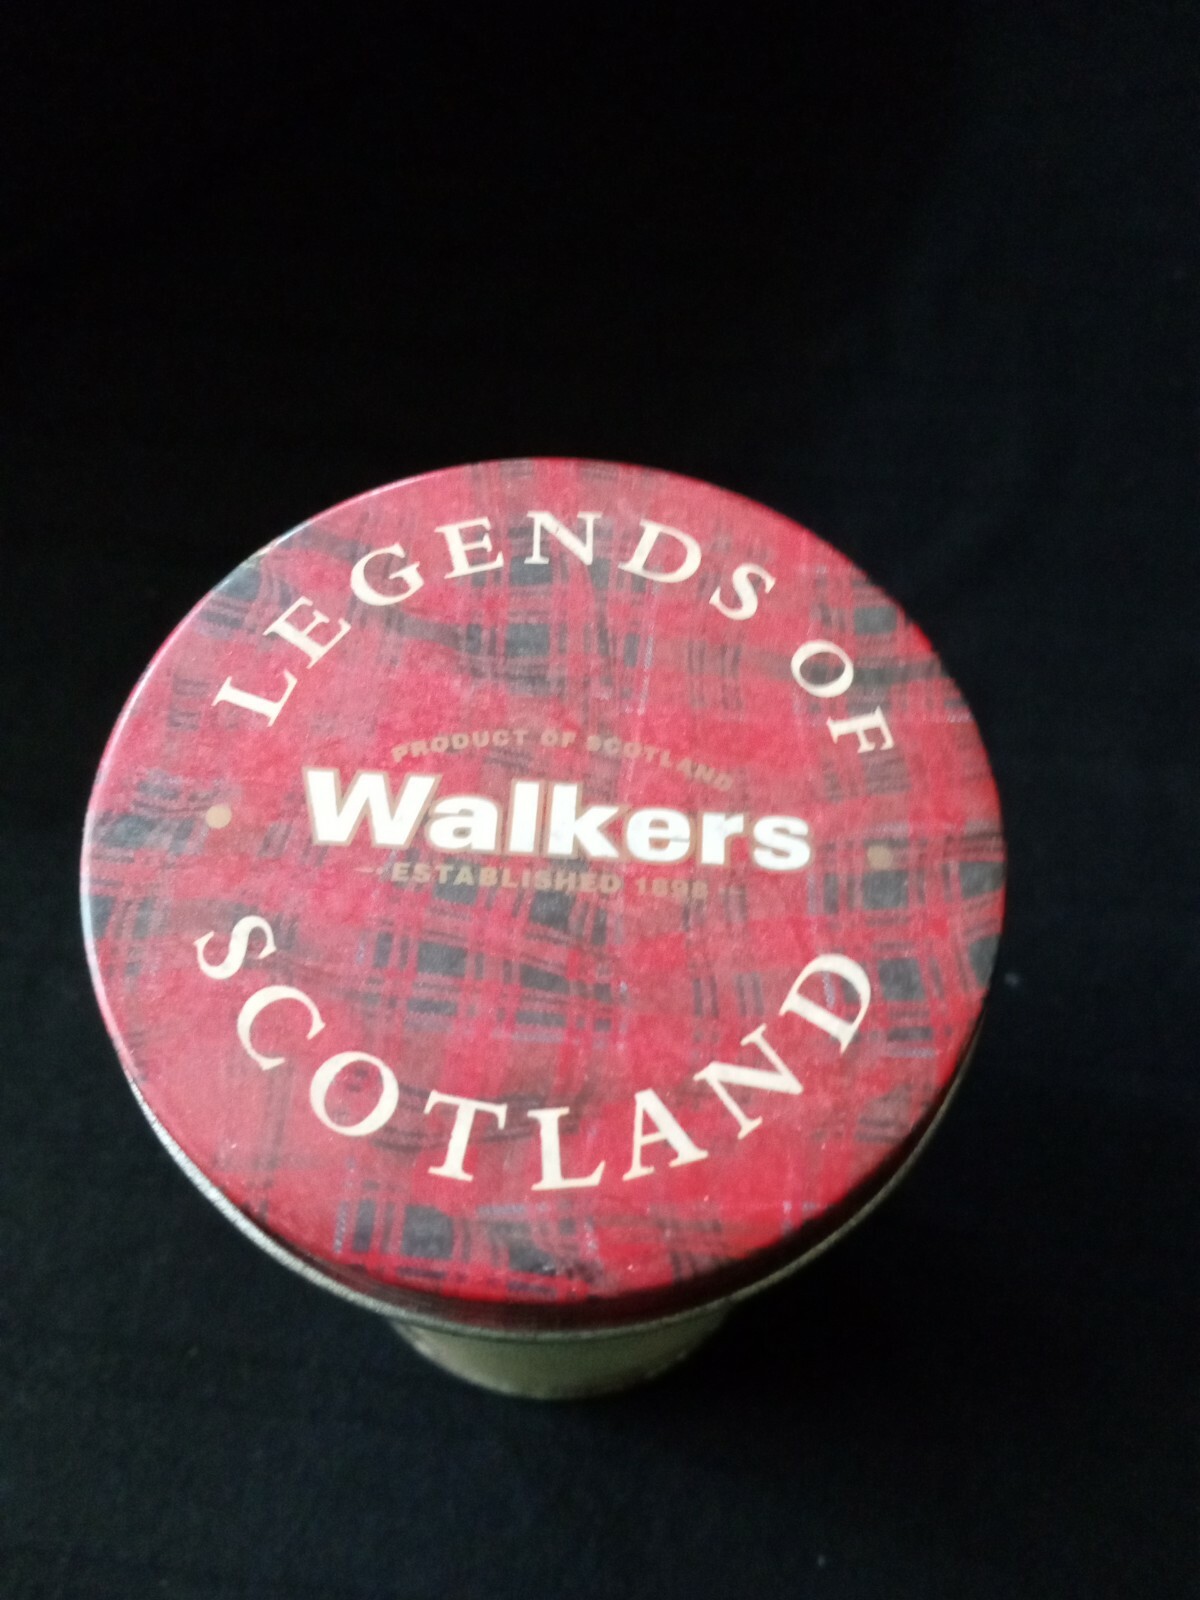 LEGENDS OF
PRODUCT OF SCOTLAND
Walkers
ESTABLISHED 1898
SCOTLAND